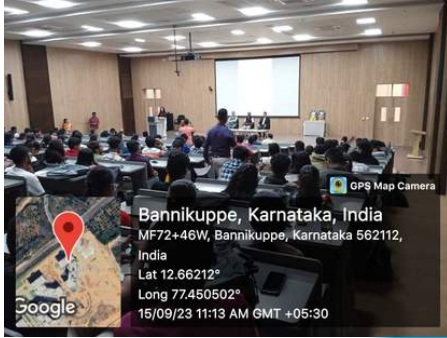 GPS Map Camera
Bannikuppe, Karnataka, India
MF72+46W, Bannikuppe, Karnataka 562112,
India
Lat 12.66212°
Long 77.450502°
15/09/23 11:13 AM GMT +05:30
Google